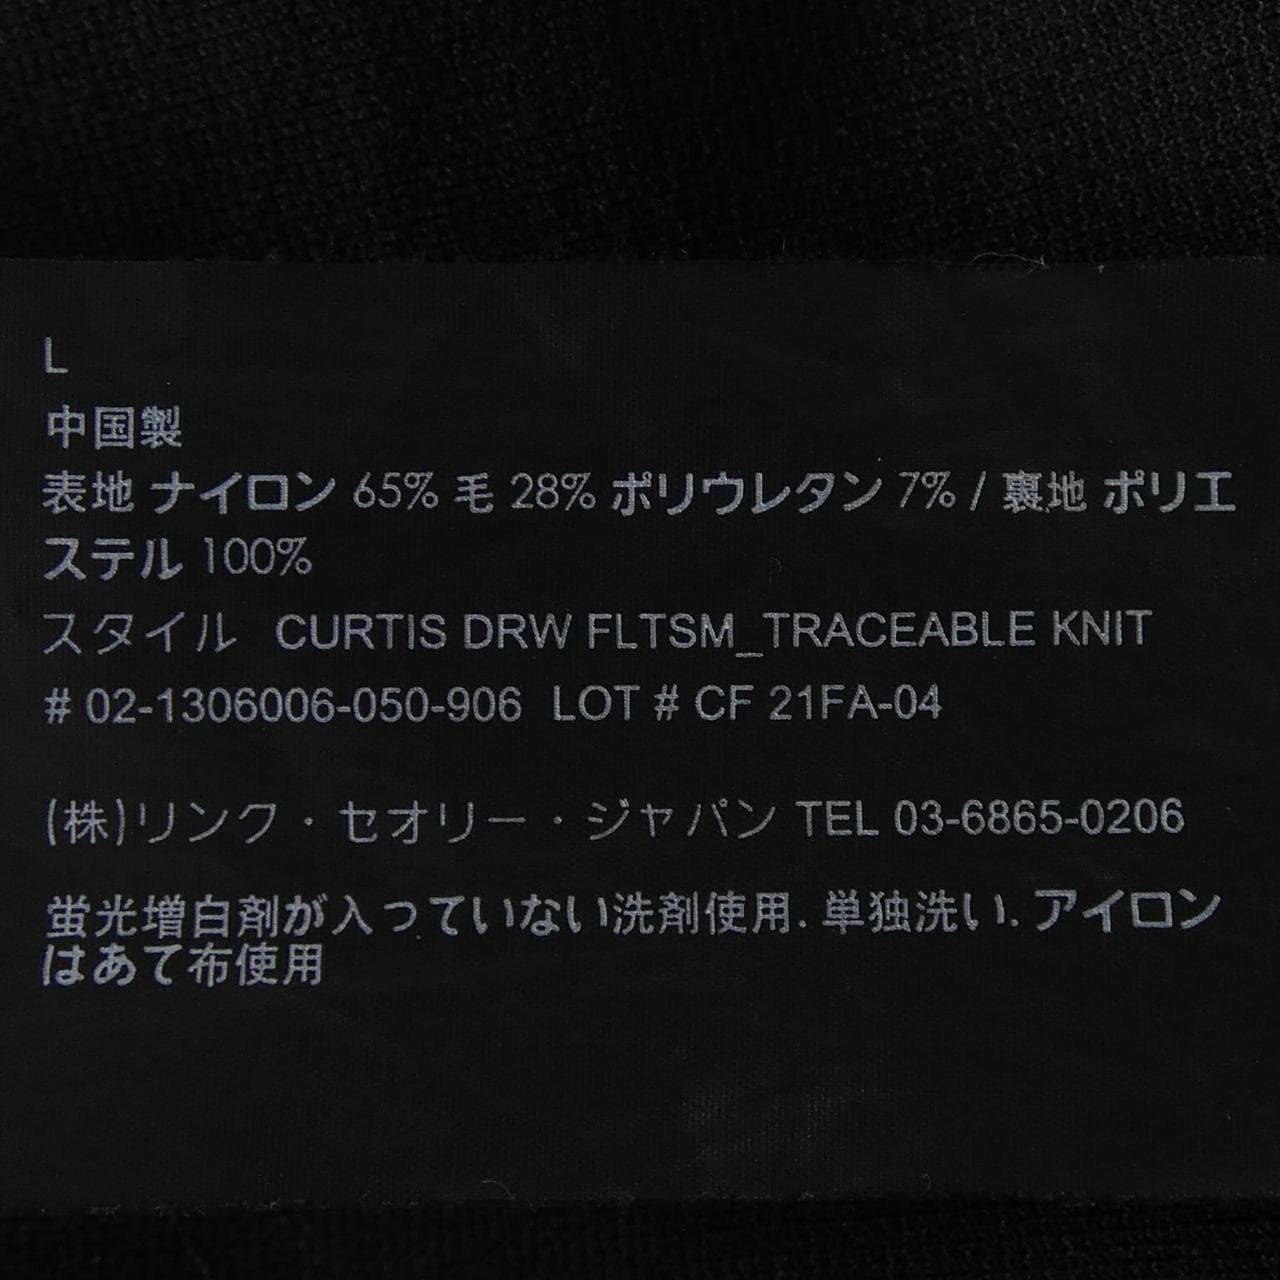 L
中国製
表地 ナイロン 65% 毛 28% ポリウレタン 7% / 裏地 ポリエ
ステル 100%
スタイル CURTIS DRW FLTSM_TRACEABLE KNIT
# 02-1306006-050-906 LOT # CF 21FA-04
(株)リンク・セオリー・ジャパン TEL 03-6865-0206
蛍光増白剤が入っていない洗剤使用. 単独洗い. アイロン
はあて布使用